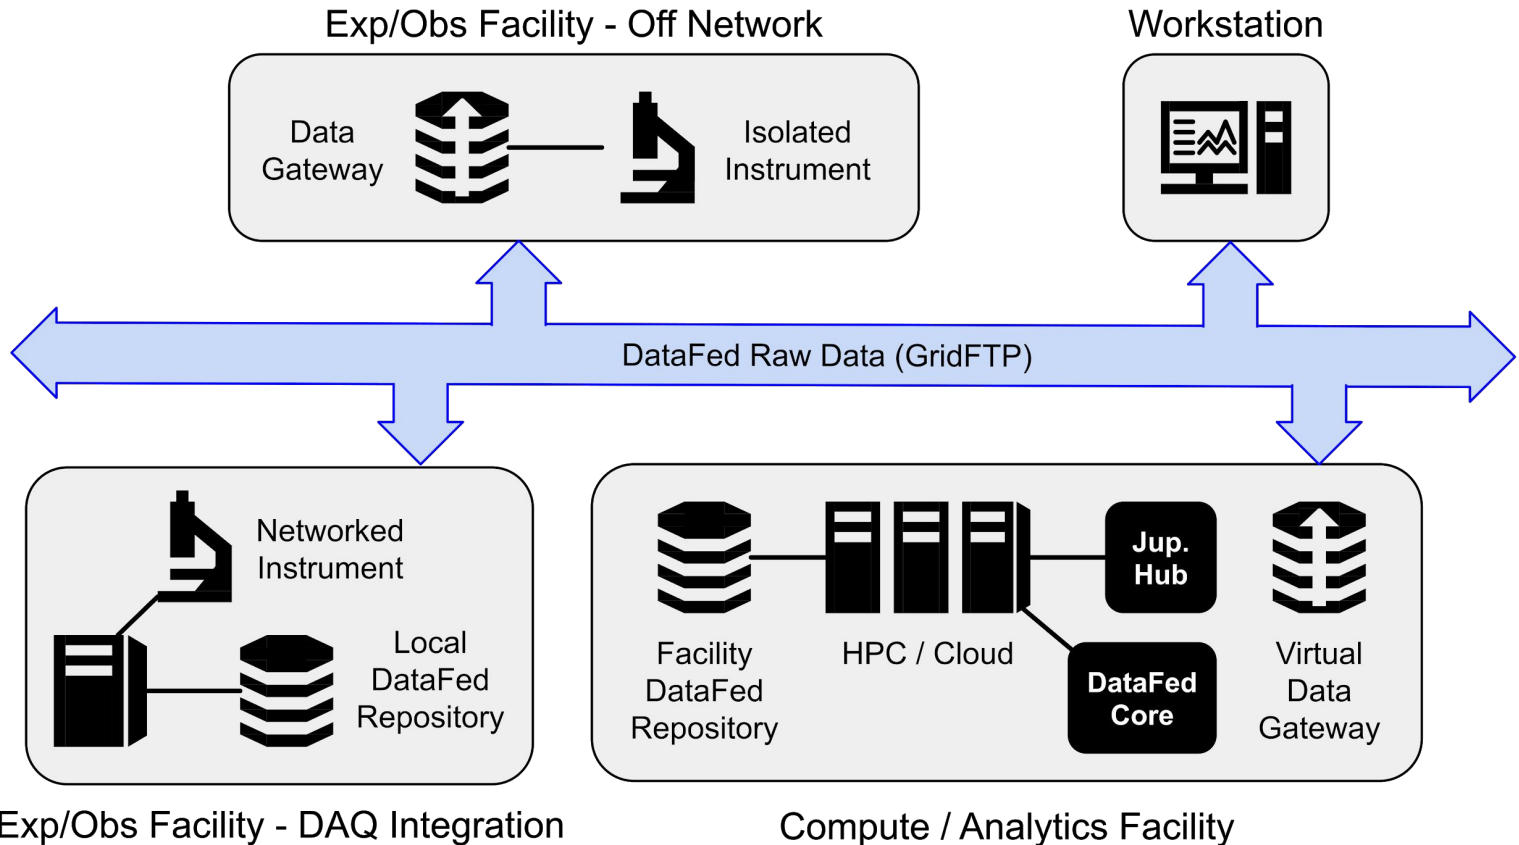 Exp/Obs Facility - Off Network
Workstation
Data
Gateway
Isolated
Instrument
DataFed Raw Data (GridFTP)
Networked
Instrument
Local
DataFed
Repository
Jup.
Hub
Facility
DataFed
Repository
HPC / Cloud
DataFed
Core
Virtual
Data
Gateway
Exp/Obs Facility - DAQ Integration
Compute / Analytics Facility